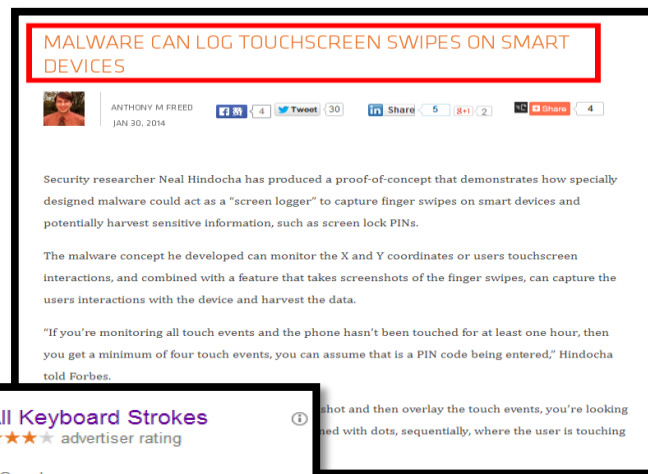 MALWARE CAN LOG TOUCHSCREEN SWIPES ON SMART
DEVICES
ANTHONY M FREED
JAN 30, 2014
4
Tweet 30
in Share 5
g+1 2
Share 4
Security researcher Neal Hindocha has produced a proof-of-concept that demonstrates how specially
designed malware could act as a “screen logger” to capture finger swipes on smart devices and
potentially harvest sensitive information, such as screen lock PINs.
The malware concept he developed can monitor the X and Y coordinates or users touchscreen
interactions, and combined with a feature that takes screenshots of the finger swipes, can capture the
users interactions with the device and harvest the data.
“If you’re monitoring all touch events and the phone hasn’t been touched for at least one hour, then
you get a minimum of four touch events, you can assume that is a PIN code being entered,” Hindocha
told Forbes.
shot and then overlay the touch events, you’re looking
with dots, sequentially, where the user is touching
Keyboard Strokes
advertiser rating